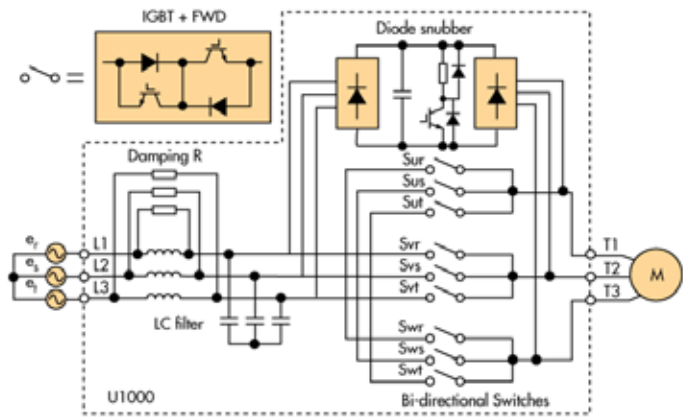 IGBT + FWD
Diode snubber
Damping R
Sur
Sus
Sut
er
L1
Svr
T1
es
L2
Svs
T2
M
et
L3
Svt
T3
LC filter
Swr
Sws
Swt
U1000
Bi-directional Switches